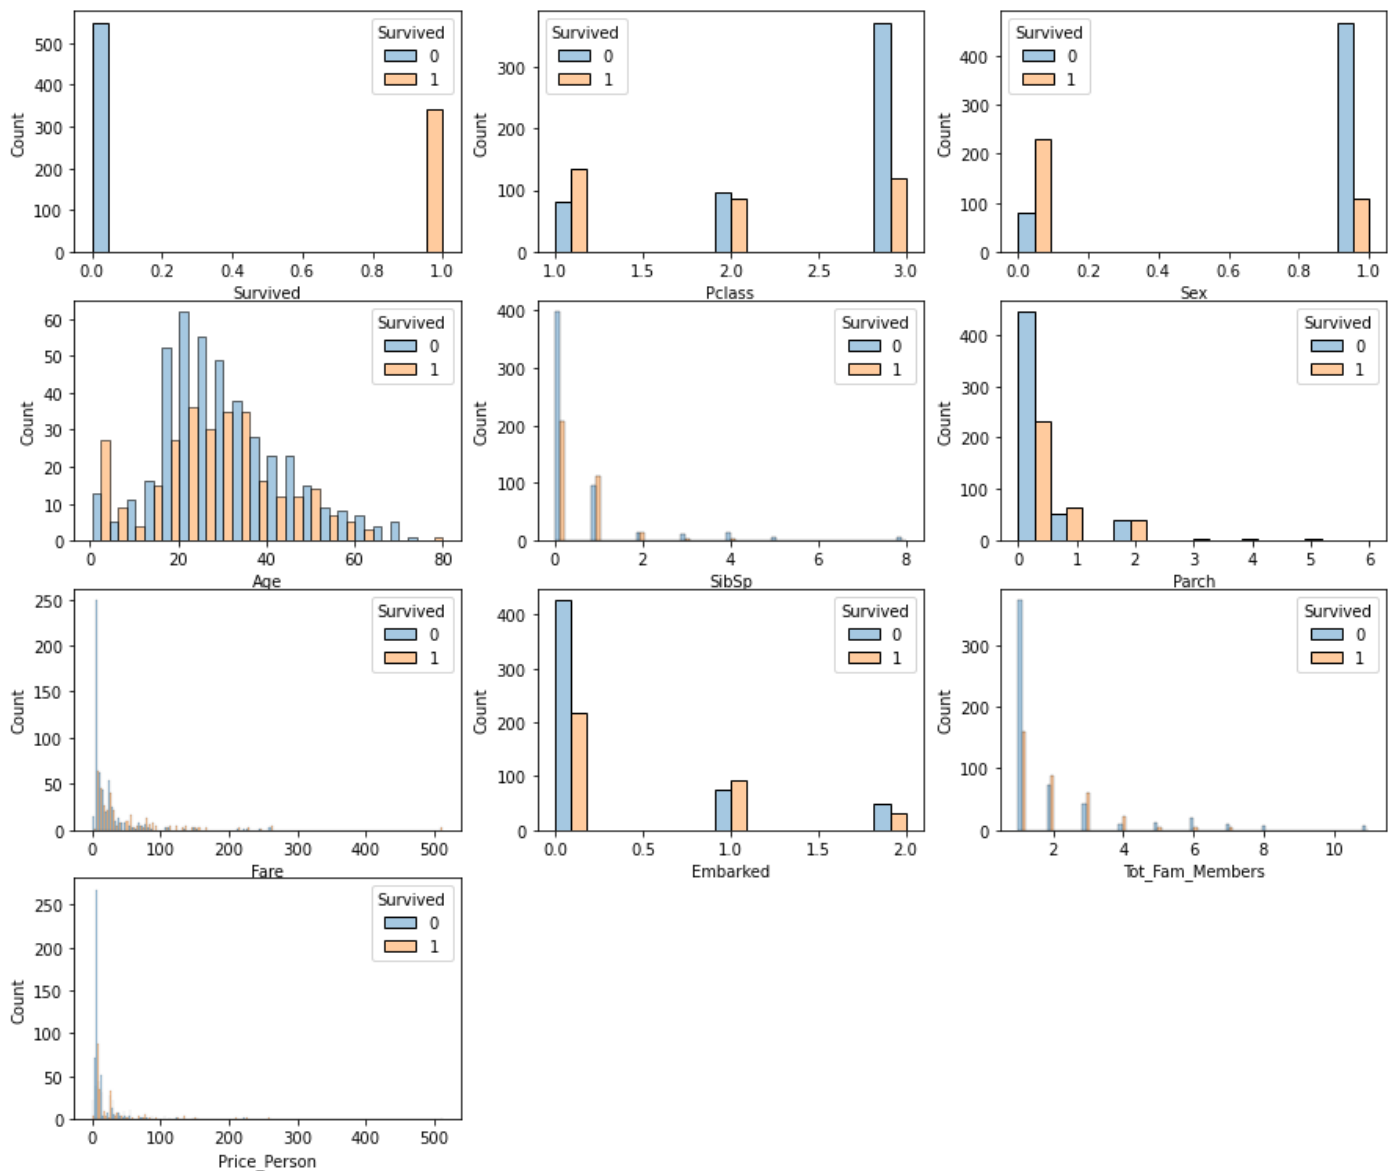 Survived
0
1
500
400
300
200
100
0
Count
0.0 0.2 0.4 0.6 0.8 1.0
Survived
Survived
0
1
300
200
100
0
Count
1.0 1.5 2.0 2.5 3.0
Pclass
Survived
0
1
400
300
200
100
0
Count
0.0 0.2 0.4 0.6 0.8 1.0
Sex
Survived
0
1
60
50
40
30
20
10
0
Count
0 20 40 60 80
Age
Survived
0
1
400
300
200
100
0
Count
0 2 4 6 8
SibSp
Survived
0
1
400
300
200
100
0
Count
0 1 2 3 4 5 6
Parch
Survived
0
1
250
200
150
100
50
0
Count
0 100 200 300 400 500
Fare
Survived
0
1
400
300
200
100
0
Count
0.0 0.5 1.0 1.5 2.0
Embarked
Survived
0
1
300
200
100
0
Count
2 4 6 8 10
Tot_Fam_Members
Survived
0
1
250
200
150
100
50
0
Count
0 100 200 300 400 500
Price_Person